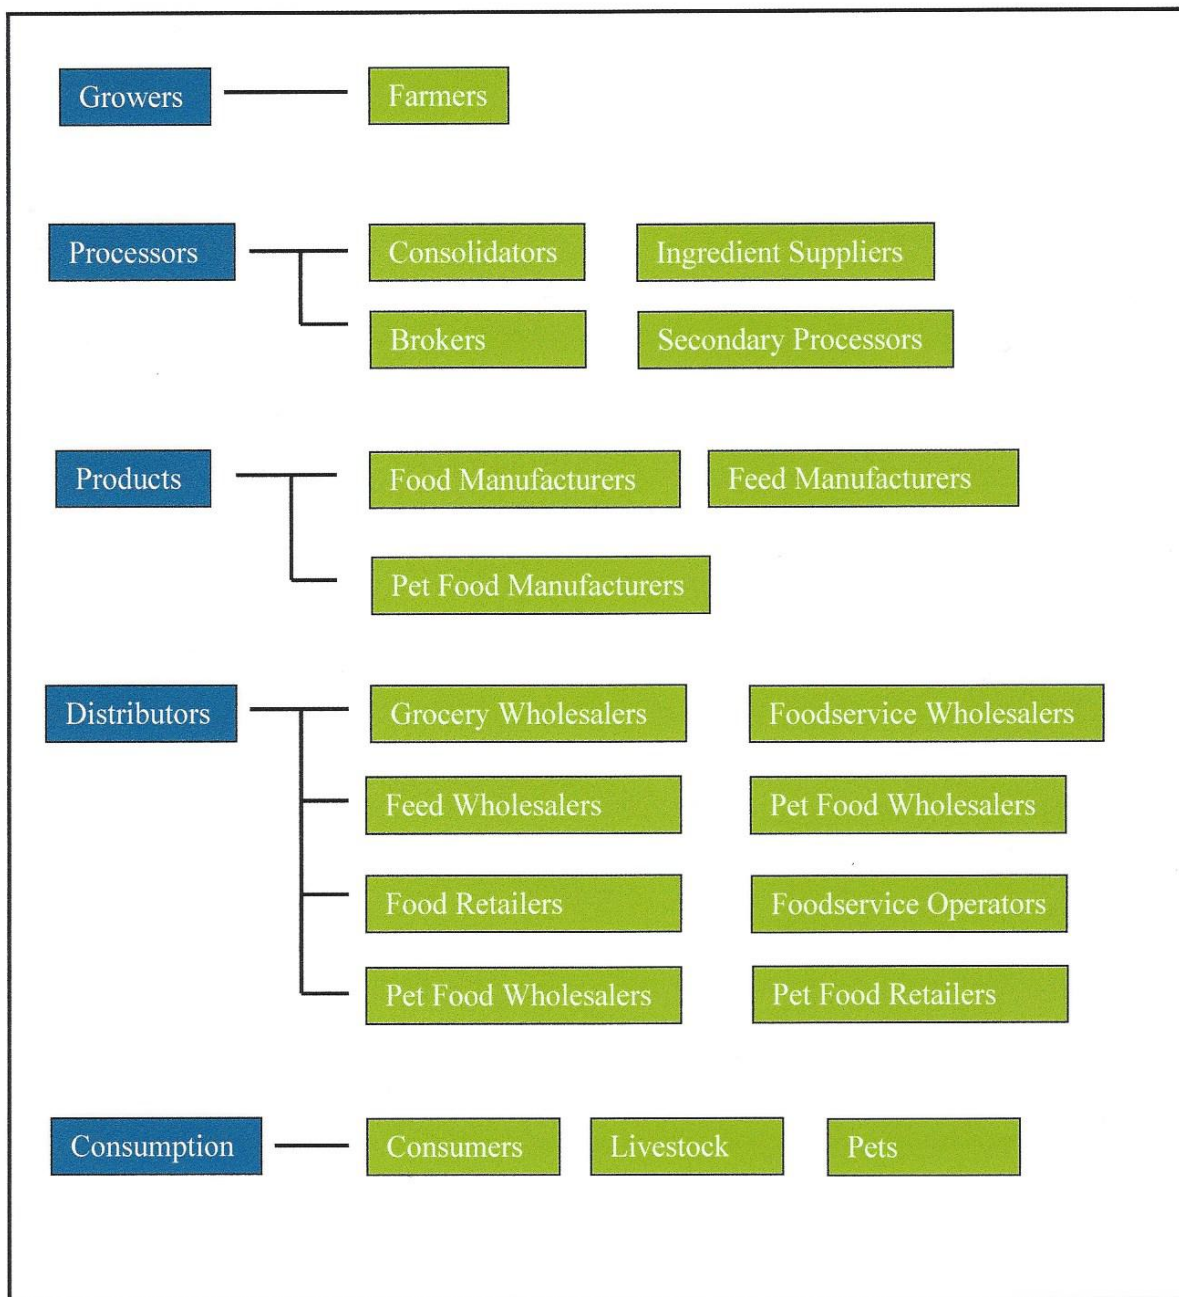 Growers Farmers
Processors Consolidators Ingredient Suppliers
Brokers Secondary Processors
Products Food Manufacturers Feed Manufacturers
Pet Food Manufacturers
Distributors Grocery Wholesalers Foodservice Wholesalers
Feed Wholesalers Pet Food Wholesalers
Food Retailers Foodservice Operators
Pet Food Wholesalers Pet Food Retailers
Consumption Consumers Livestock Pets